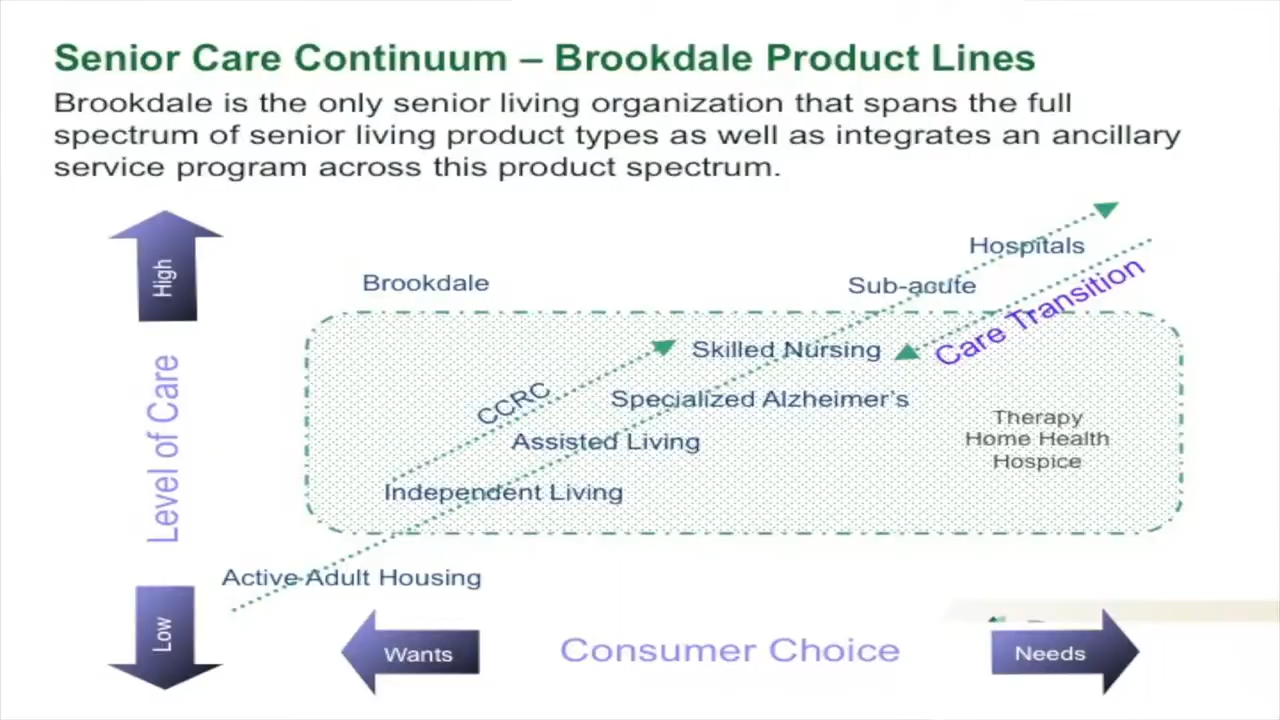 Senior Care Continuum – Brookdale Product Lines
Brookdale is the only senior living organization that spans the full
spectrum of senior living product types as well as integrates an ancillary
service program across this product spectrum.
High
Level of Care
Low
Hospitals
Brookdale
Sub-acute
Care Transition
Skilled Nursing
CCRC
Specialized Alzheimer's
Assisted Living
Therapy
Home Health
Hospice
Independent Living
Active Adult Housing
Wants
Consumer Choice
Needs